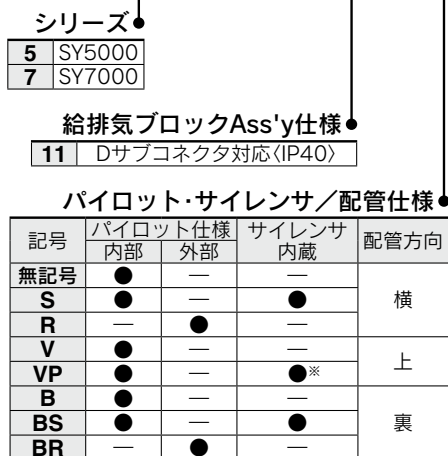 シリーズ
5 SY5000
7 SY7000
給排気ブロックAss'y仕様
11 Dサブコネクタ対応〈IP40〉
パイロット・サイレンサ／配管仕様
記号 パイロット仕様 サイレンサ内蔵 配管方向
内部 外部
無記号 ● — — 横
S ● — ●
R — ● —
V ● — — 上
VP ● — ●※
B ● — — 裏
BS ● — ●
BR — ● —